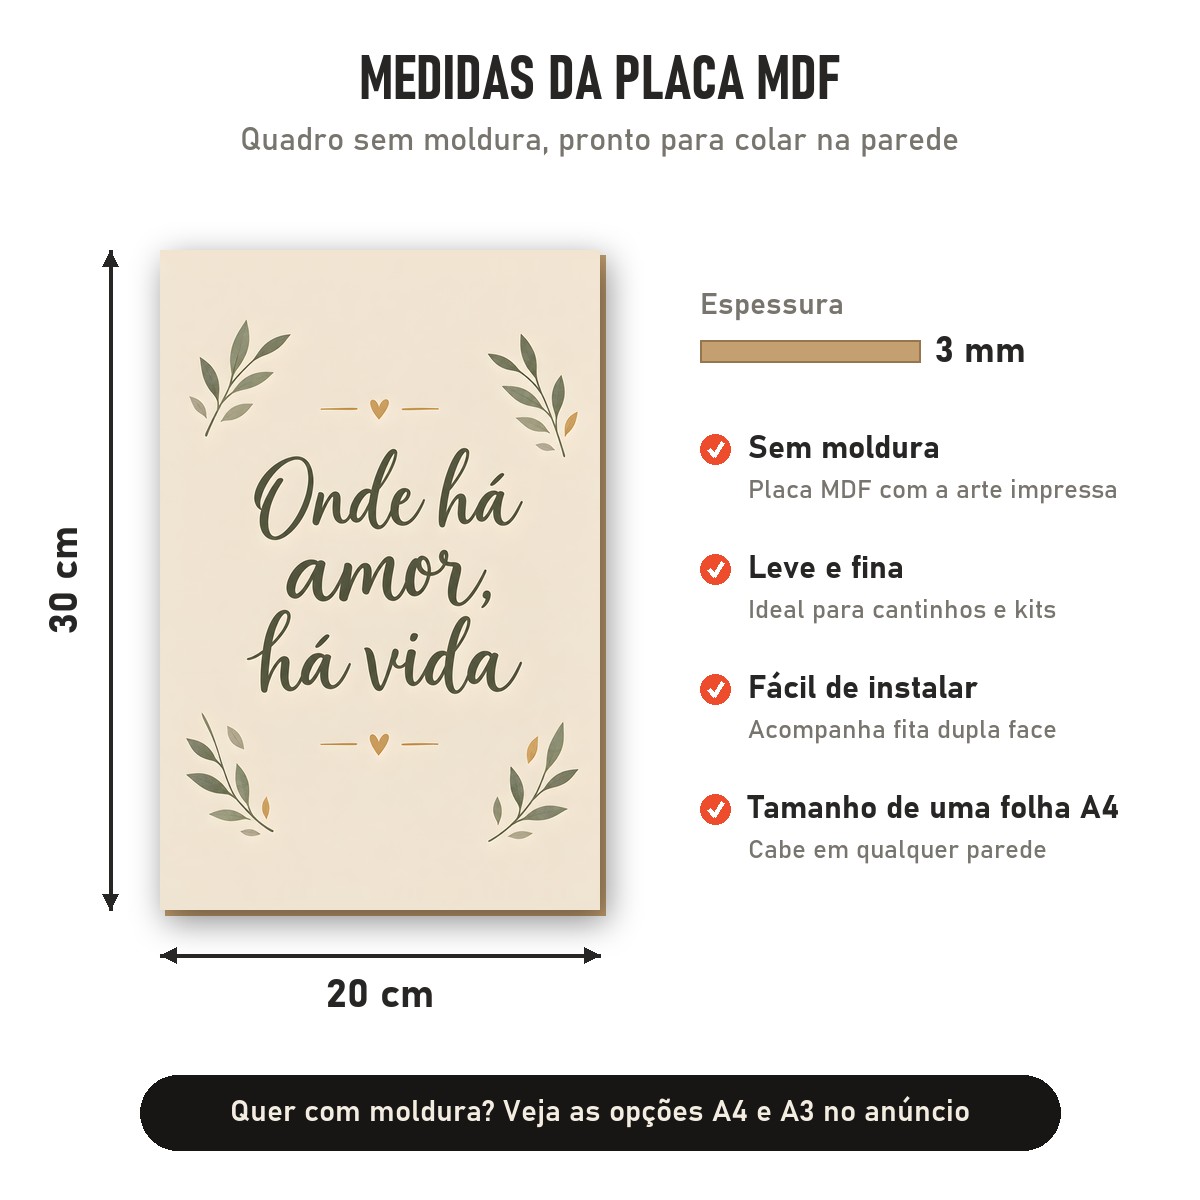 MEDIDAS DA PLACA MDF
Quadro sem moldura, pronto para colar na parede
30 cm
Onde há
amor,
há vida
20 cm
Espessura
3 mm
Sem moldura
Placa MDF com a arte impressa
Leve e fina
Ideal para cantinhos e kits
Fácil de instalar
Acompanha fita dupla face
Tamanho de uma folha A4
Cabe em qualquer parede
Quer com moldura? Veja as opções A4 e A3 no anúncio